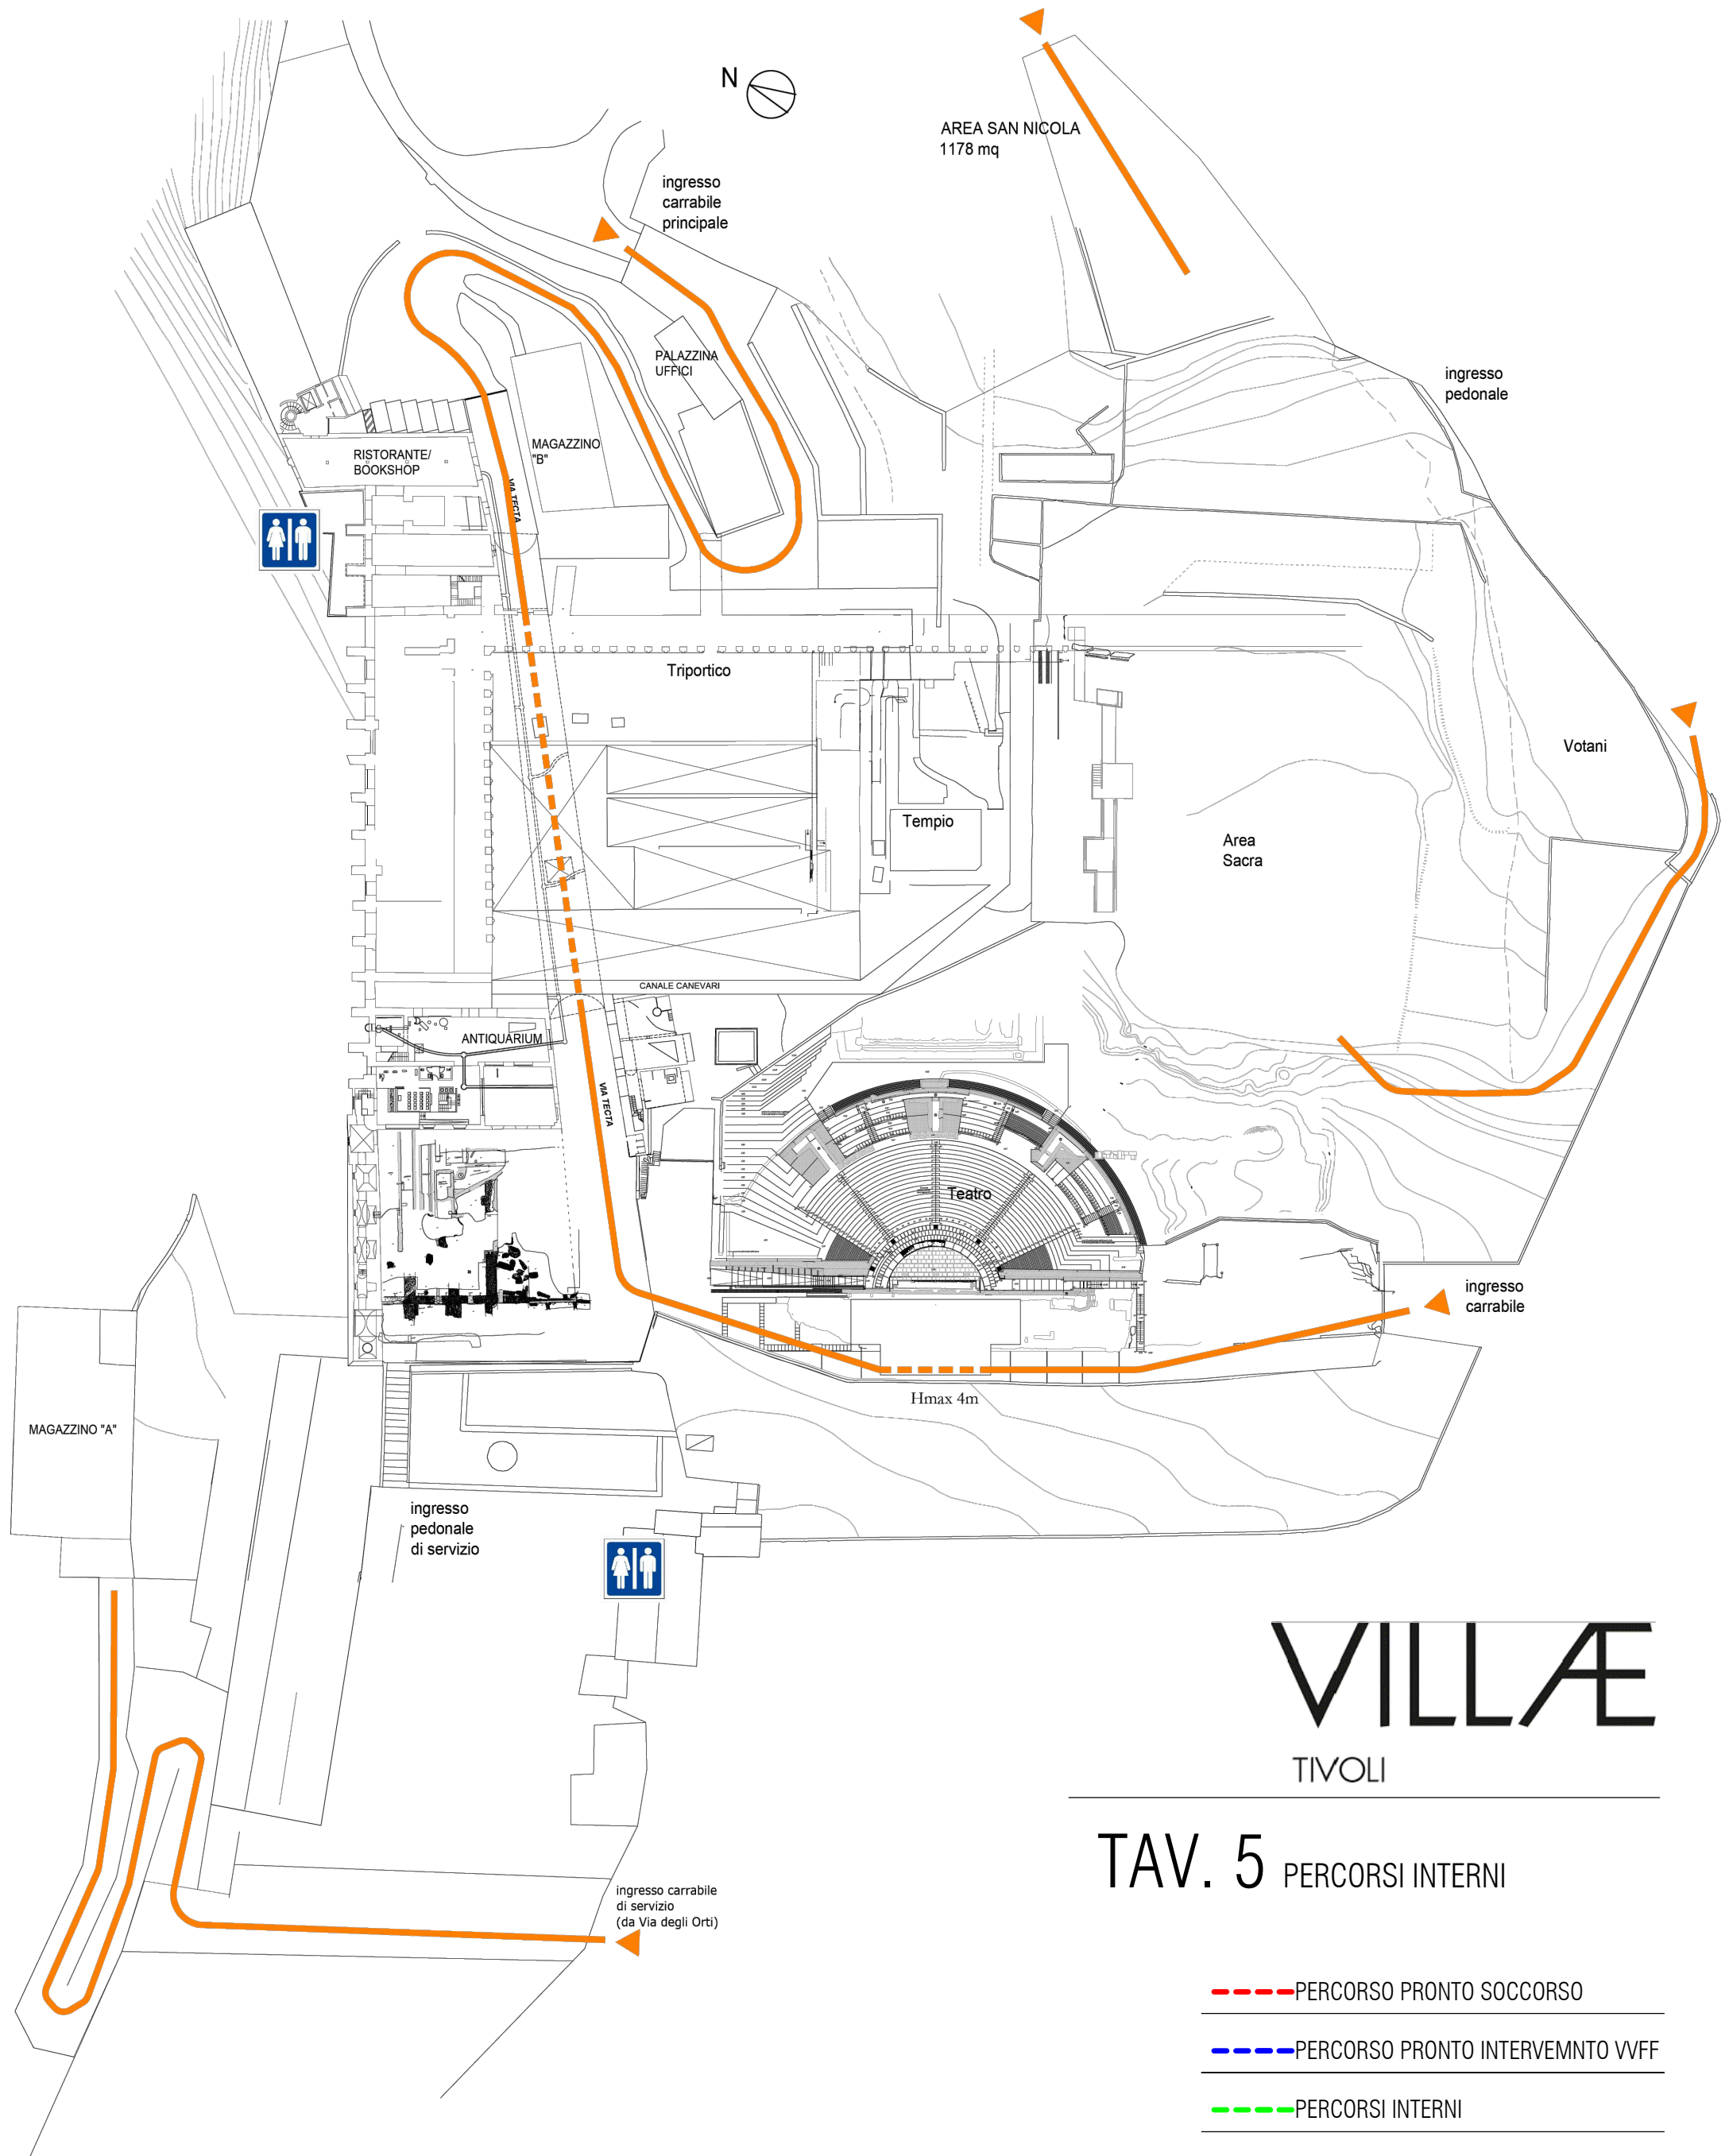 N
AREA SAN NICOLA
1178 mq
ingresso
carrabile
principale
PALAZZINA
UFFICI
ingresso
pedonale
MAGAZZINO
"B"
RISTORANTE/
BOOKSHOP
VIA TECTA
Triportico
Votani
Tempio
Area
Sacra
CANALE CANEVARI
ANTIQUARIUM
VIA TECTA
Teatro
ingresso
carrabile
Hmax 4m
MAGAZZINO "A"
ingresso
pedonale
di servizio
VILLÆ
TIVOLI
TAV. 5 PERCORSI INTERNI
ingresso carrabile
di servizio
(da Via degli Orti)
PERCORSO PRONTO SOCCORSO
PERCORSO PRONTO INTERVEMNTO VVFF
PERCORSI INTERNI